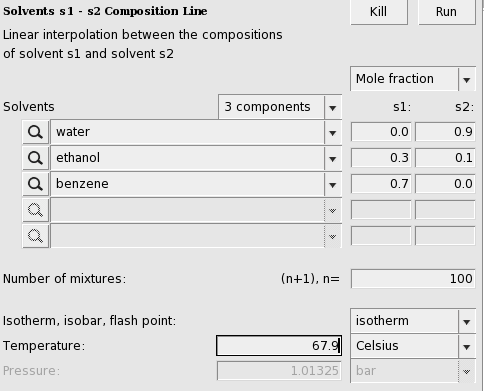 Solvents s1 - s2 Composition Line Kill Run
Linear interpolation between the compositions
of solvent s1 and solvent s2
Mole fraction
Solvents 3 components s1: s2:
water 0.0 0.9
ethanol 0.3 0.1
benzene 0.7 0.0
Number of mixtures: (n+1), n= 100
Isotherm, isobar, flash point: isotherm
Temperature: 67.9 Celsius
Pressure: 1.01325 bar